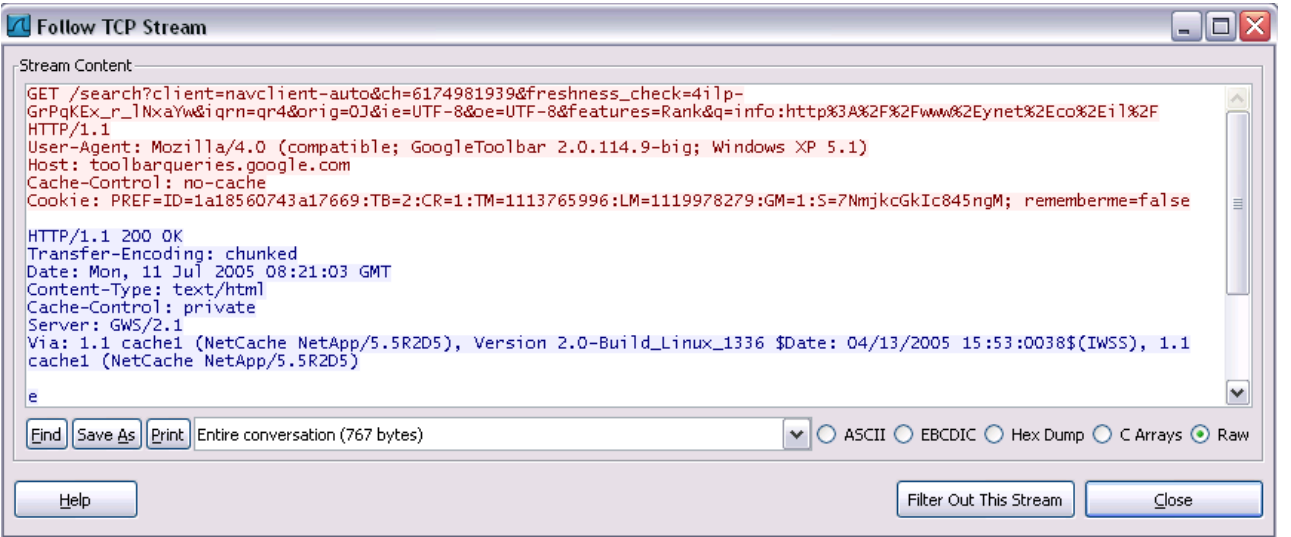 Follow TCP Stream
Stream Content
GET /search?client=navclient-auto&ch=6174981939&freshness_check=4ilp-
GrPqKEx_r_lNxaYw&iqrn=qr4&orig=OJ&ie=UTF-8&oe=UTF-8&features=Rank&q=info:http%3A%2F%2Fwww%2Eynet%2Eco%2Eil%2F
HTTP/1.1
User-Agent: Mozilla/4.0 (compatible; GoogleToolbar 2.0.114.9-big; Windows XP 5.1)
Host: toolbarqueries.google.com
Cache-Control: no-cache
Cookie: PREF=ID=1a18560743a17669:TB=2:CR=1:TM=1113765996:LM=1119978279:GM=1:S=7NmjkcGkIc845ngM; rememberme=false
HTTP/1.1 200 OK
Transfer-Encoding: chunked
Date: Mon, 11 Jul 2005 08:21:03 GMT
Content-Type: text/html
Cache-Control: private
Server: GWS/2.1
Via: 1.1 cache1 (NetCache NetApp/5.5R2D5), Version 2.0-Build_Linux_1336 $Date: 04/13/2005 15:53:0038$(IWSS), 1.1
cache1 (NetCache NetApp/5.5R2D5)
e
Find Save As Print Entire conversation (767 bytes) ASCII EBCDIC Hex Dump C Arrays Raw
Help Filter Out This Stream Close